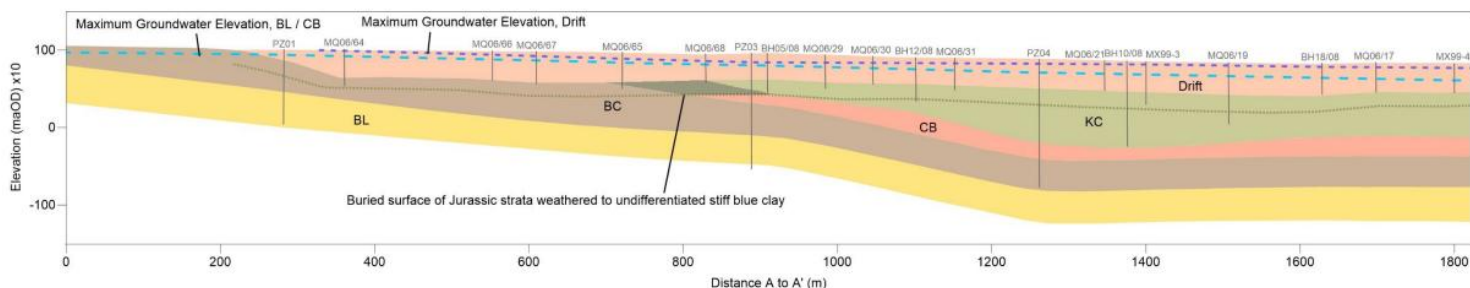 Maximum Groundwater Elevation, BL / CB
Maximum Groundwater Elevation, Drift
PZ01
MQ06/64
MQ06/66
MQ06/67
MQ06/65
MQ06/68
PZ03
BH05/08
MQ06/29
MQ06/30
BH12/08
MQ06/31
PZ04
MQ06/21
BH10/08
MX99-3
MQ06/19
BH18/08
MQ06/17
MX99-4
Elevation (maOD) x10
100
0
-100
BL
BC
CB
KC
Drift
Buried surface of Jurassic strata weathered to undifferentiated stiff blue clay
0 200 400 600 800 1000 1200 1400 1600 1800
Distance A to A' (m)